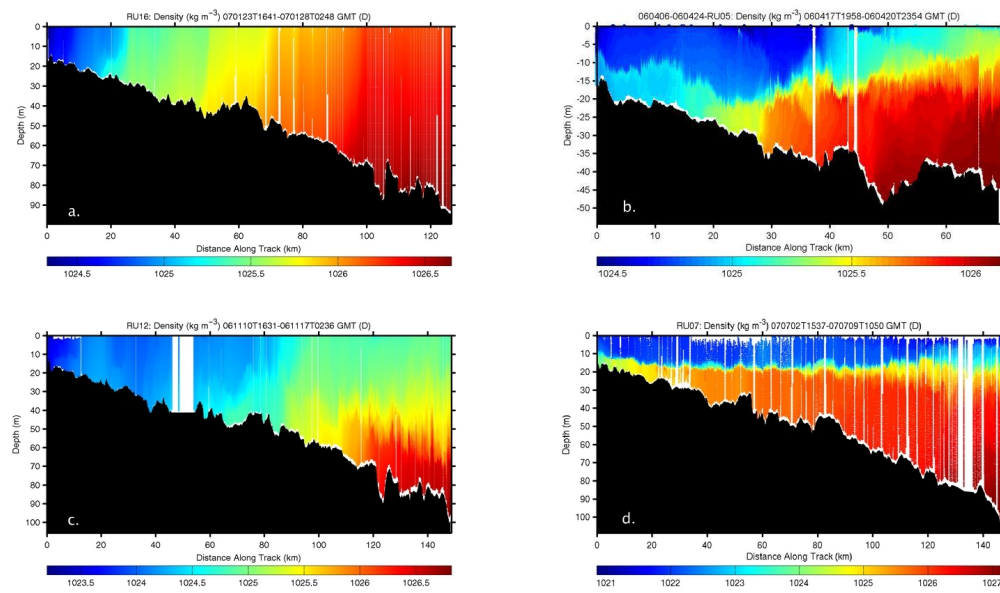 RU16: Density (kg m⁻³) 070123T1641-070128T0248 GMT (D)
0
10
20
30
40
50
60
70
80
90
Depth (m)
a.
0 20 40 60 80 100 120
Distance Along Track (km)
1024.5 1025 1025.5 1026 1026.5
060406-060424-RU05: Density (kg m⁻³) 060417T1958-060420T2354 GMT (D)
0
-5
-10
-15
-20
-25
-30
-35
-40
-45
-50
Depth (m)
b.
0 10 20 30 40 50 60
Distance Along Track (km)
1024.5 1025 1025.5 1026
RU12: Density (kg m⁻³) 061110T1631-061117T0236 GMT (D)
0
10
20
30
40
50
60
70
80
90
100
Depth (m)
c.
0 20 40 60 80 100 120 140
Distance Along Track (km)
1023.5 1024 1024.5 1025 1025.5 1026 1026.5
RU07: Density (kg m⁻³) 070702T1537-070709T1050 GMT (D)
0
10
20
30
40
50
60
70
80
90
100
Depth (m)
d.
0 20 40 60 80 100 120 140
Distance Along Track (km)
1021 1022 1023 1024 1025 1026 1027